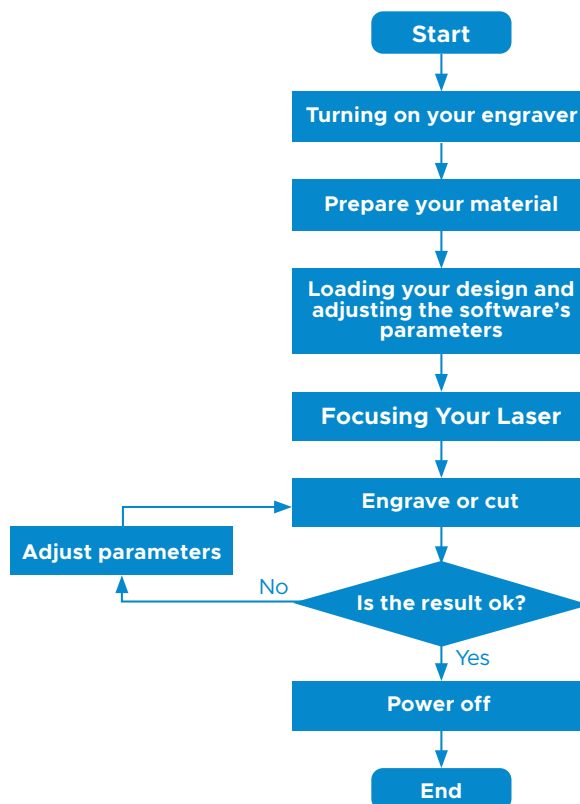 Start
Turning on your engraver
Prepare your material
Loading your design and
adjusting the software’s
parameters
Focusing Your Laser
Engrave or cut
Adjust parameters
No
Is the result ok?
Yes
Power off
End